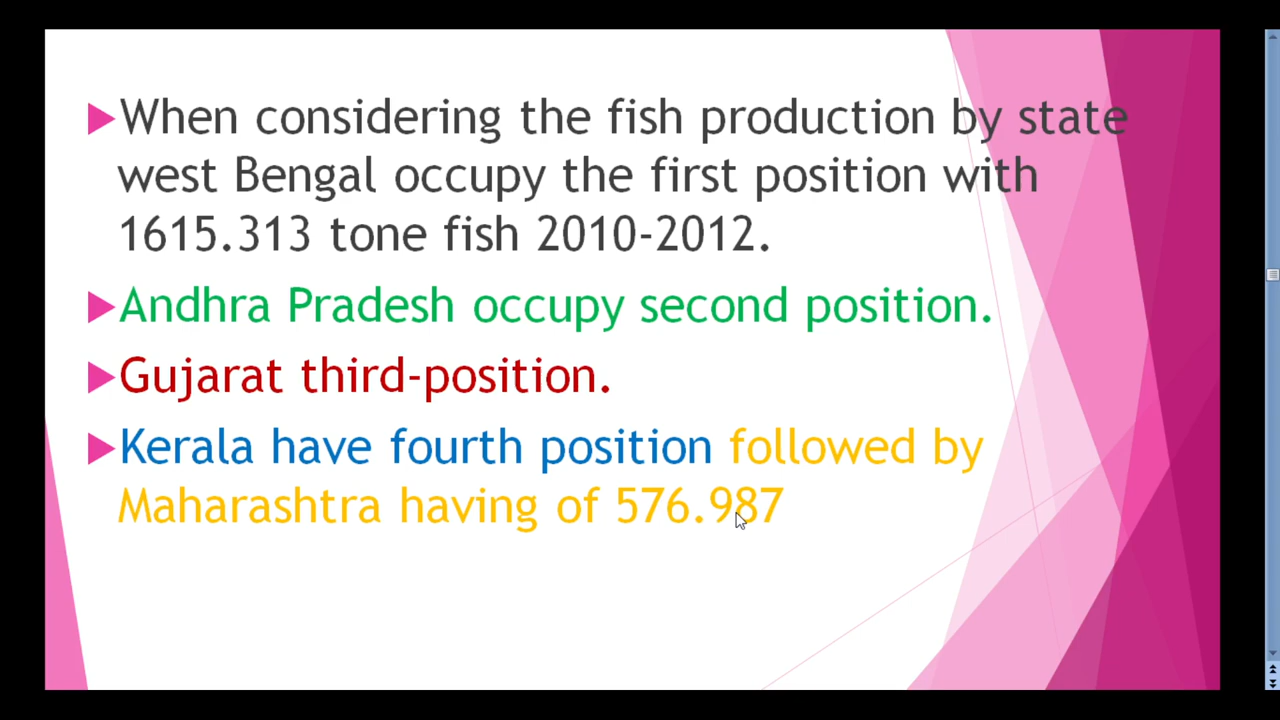 When considering the fish production by state
west Bengal occupy the first position with
1615.313 tone fish 2010-2012.
Andhra Pradesh occupy second position.
Gujarat third-position.
Kerala have fourth position followed by
Maharashtra having of 576.987